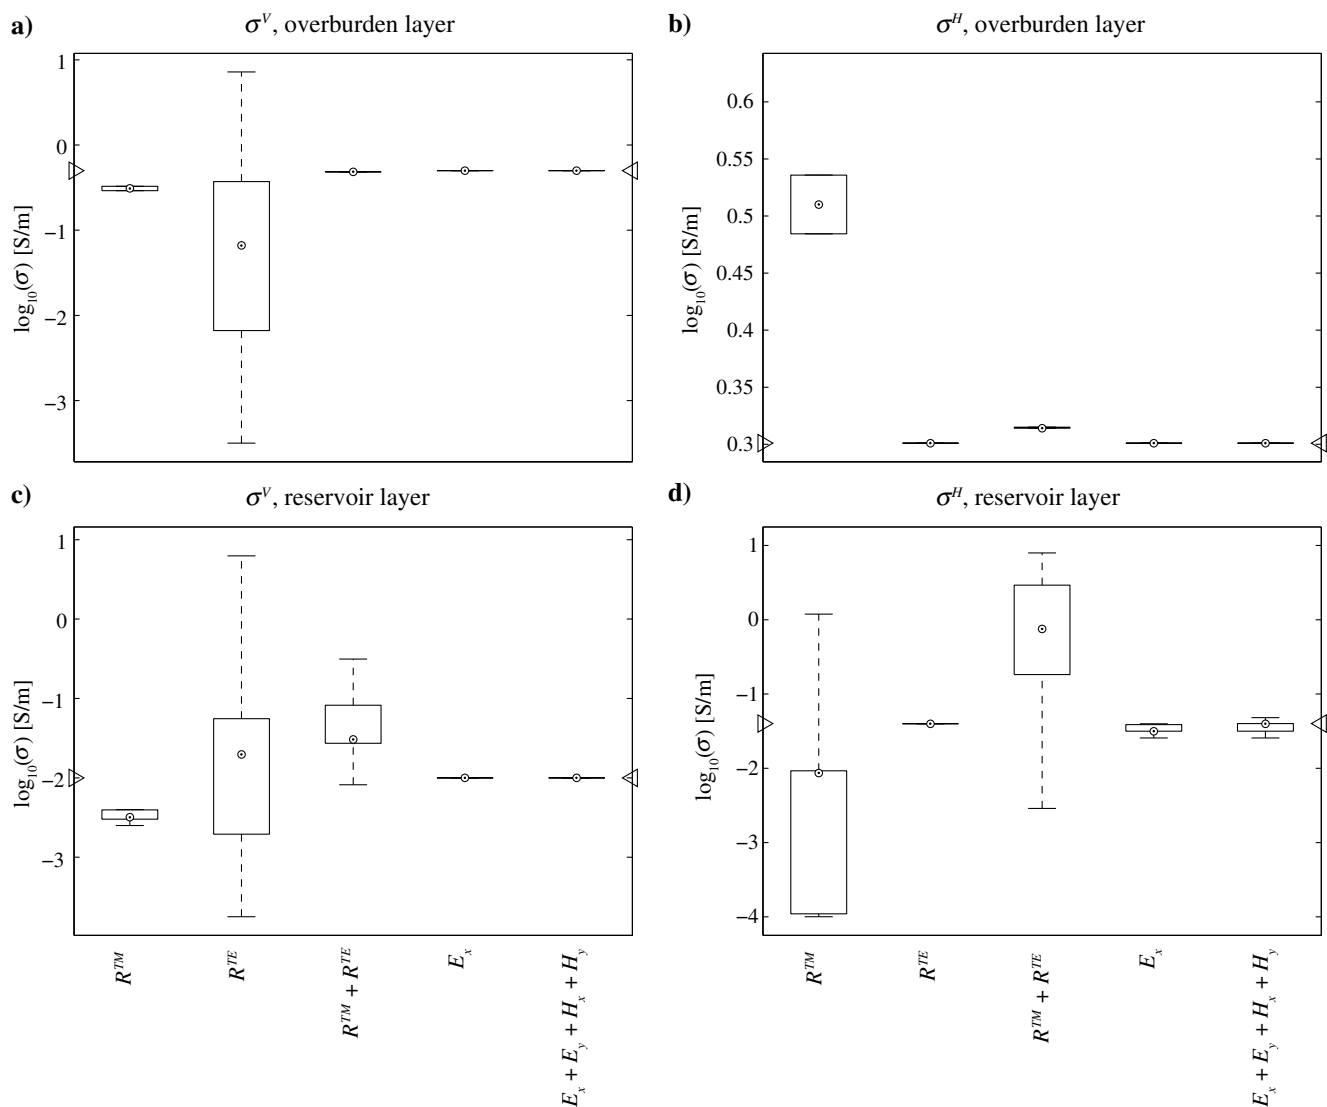 a) σ^V, overburden layer
log₁₀(σ) [S/m]
1
0
−1
−2
−3
b) σ^H, overburden layer
log₁₀(σ) [S/m]
0.6
0.55
0.5
0.45
0.4
0.35
0.3
c) σ^V, reservoir layer
log₁₀(σ) [S/m]
1
0
−1
−2
−3
R^TM
R^TE
R^TM + R^TE
E_x
E_x + E_y + H_x + H_y
d) σ^H, reservoir layer
log₁₀(σ) [S/m]
1
0
−1
−2
−3
−4
R^TM
R^TE
R^TM + R^TE
E_x
E_x + E_y + H_x + H_y